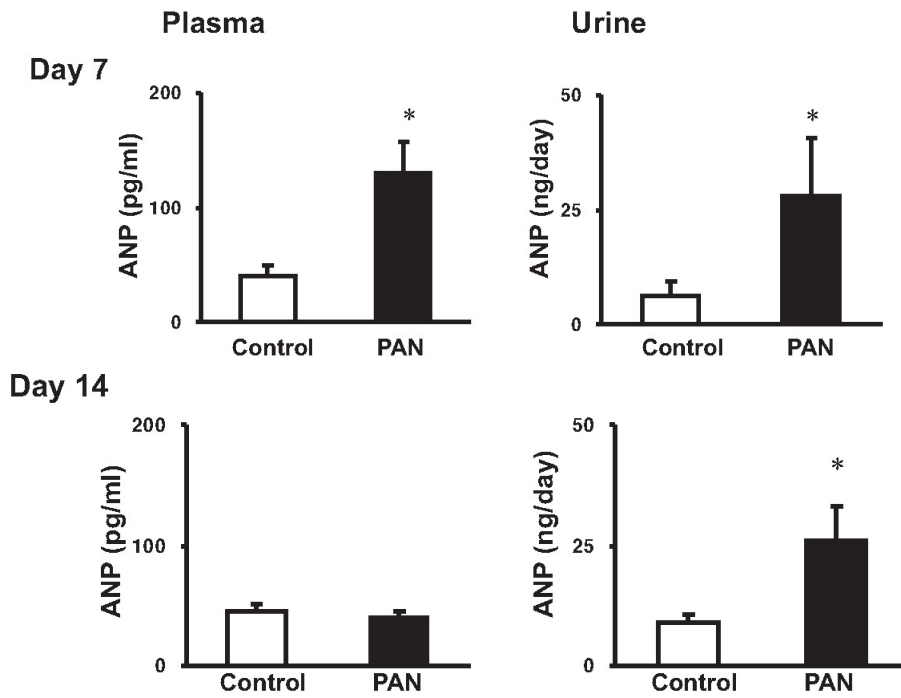 Plasma
Urine
Day 7
ANP (pg/ml)
200
100
0
*
Control
PAN
ANP (ng/day)
50
25
0
*
Control
PAN
Day 14
ANP (pg/ml)
200
100
0
Control
PAN
ANP (ng/day)
50
25
0
*
Control
PAN